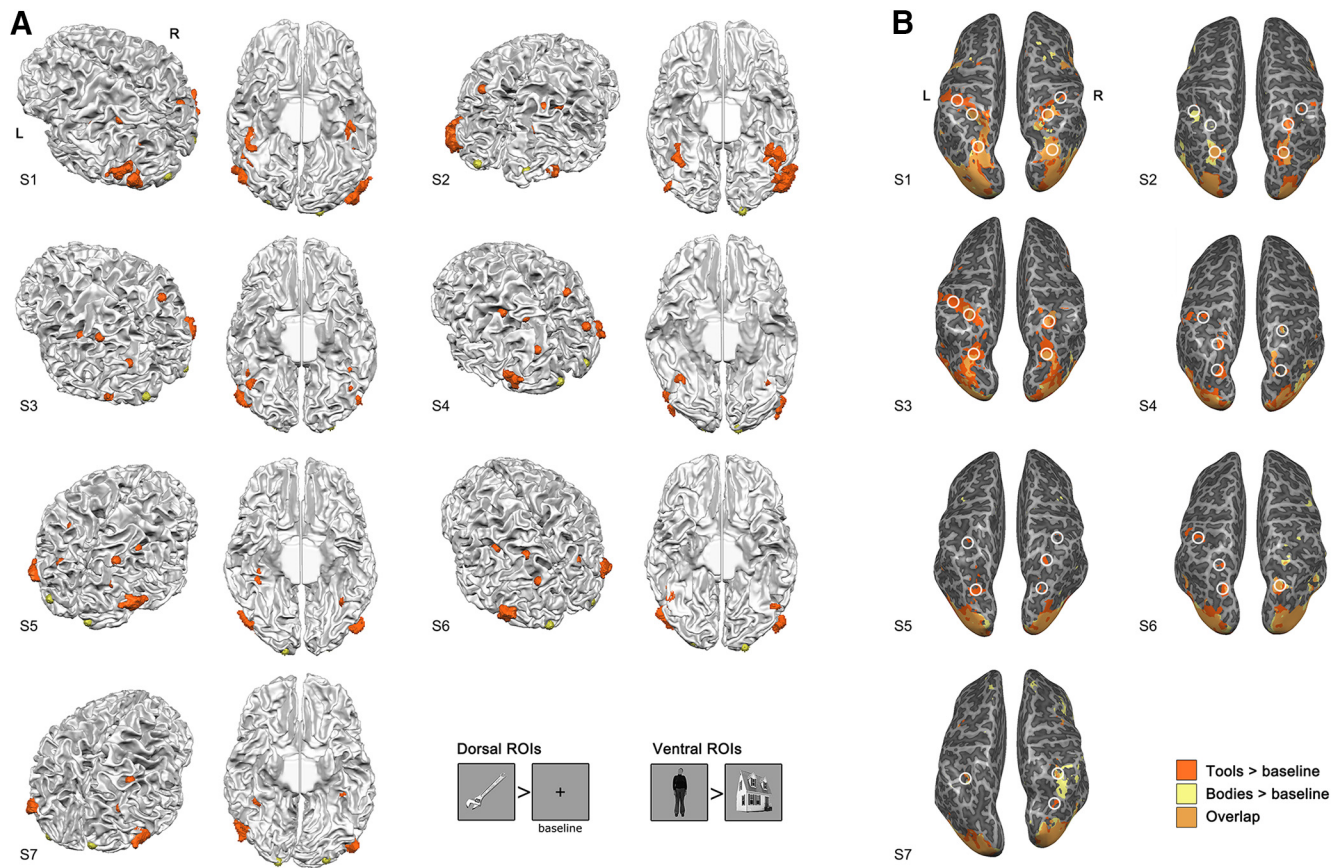 A
R
L
S1
S2
S3
S4
S5
S6
S7
Dorsal ROIs
>
+
baseline
Ventral ROIs
>
B
L
R
S1
S2
S3
S4
S5
S6
S7
Tools > baseline
Bodies > baseline
Overlap